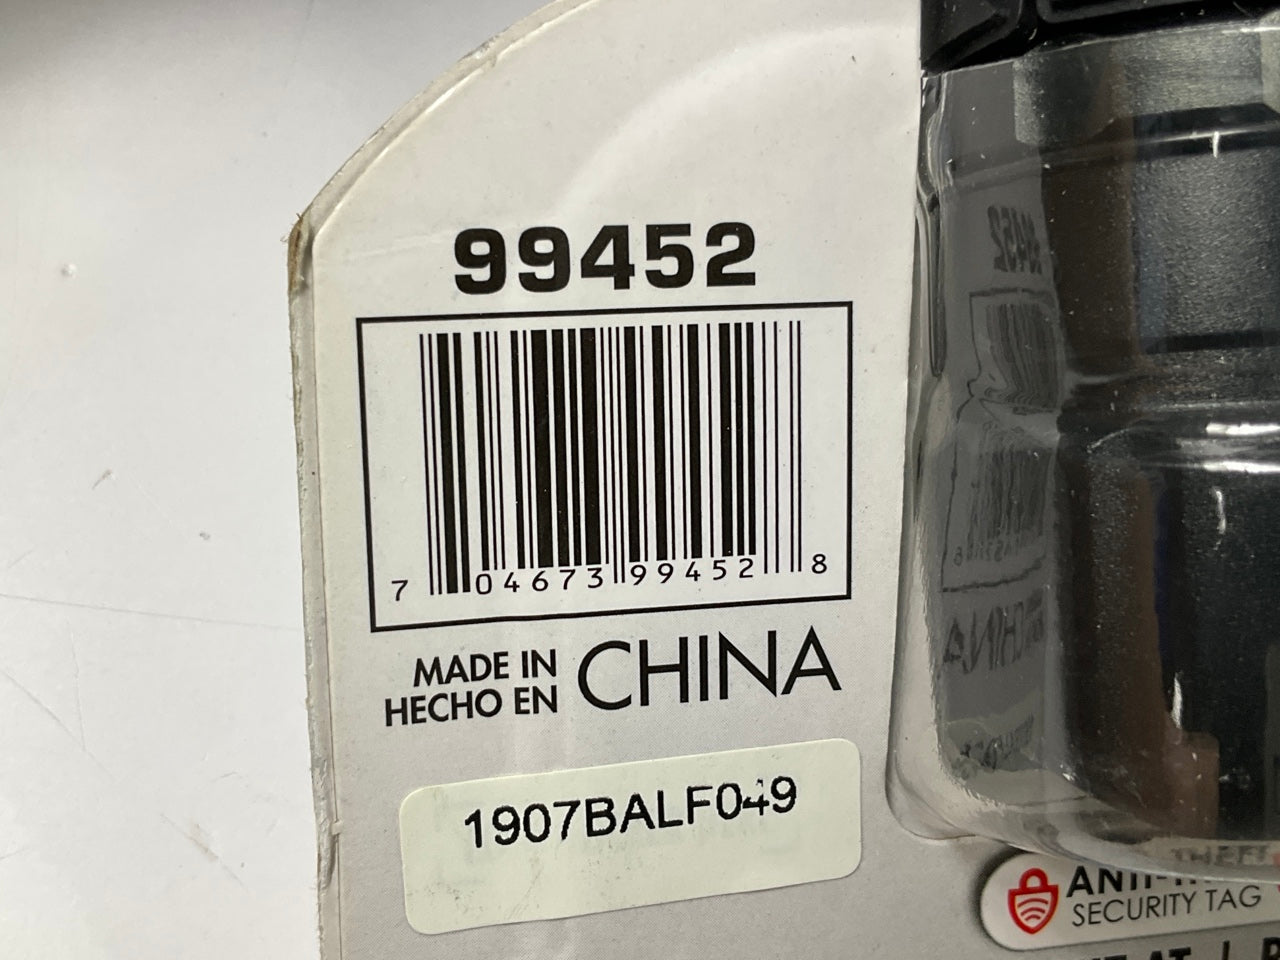 99452
7 04673 99452 8
MADE IN
HECHO EN CHINA
1907BALF049
SECURITY TAG